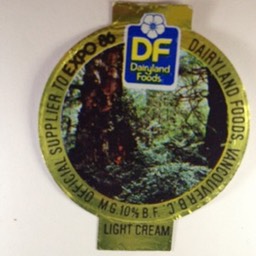 OFFICIAL SUPPLIER TO EXPO 86
DF
Dairyland
Foods.
DAIRYLAND FOODS, VANCOUVER B.C.
M.G 10% B.F.
LIGHT CREAM